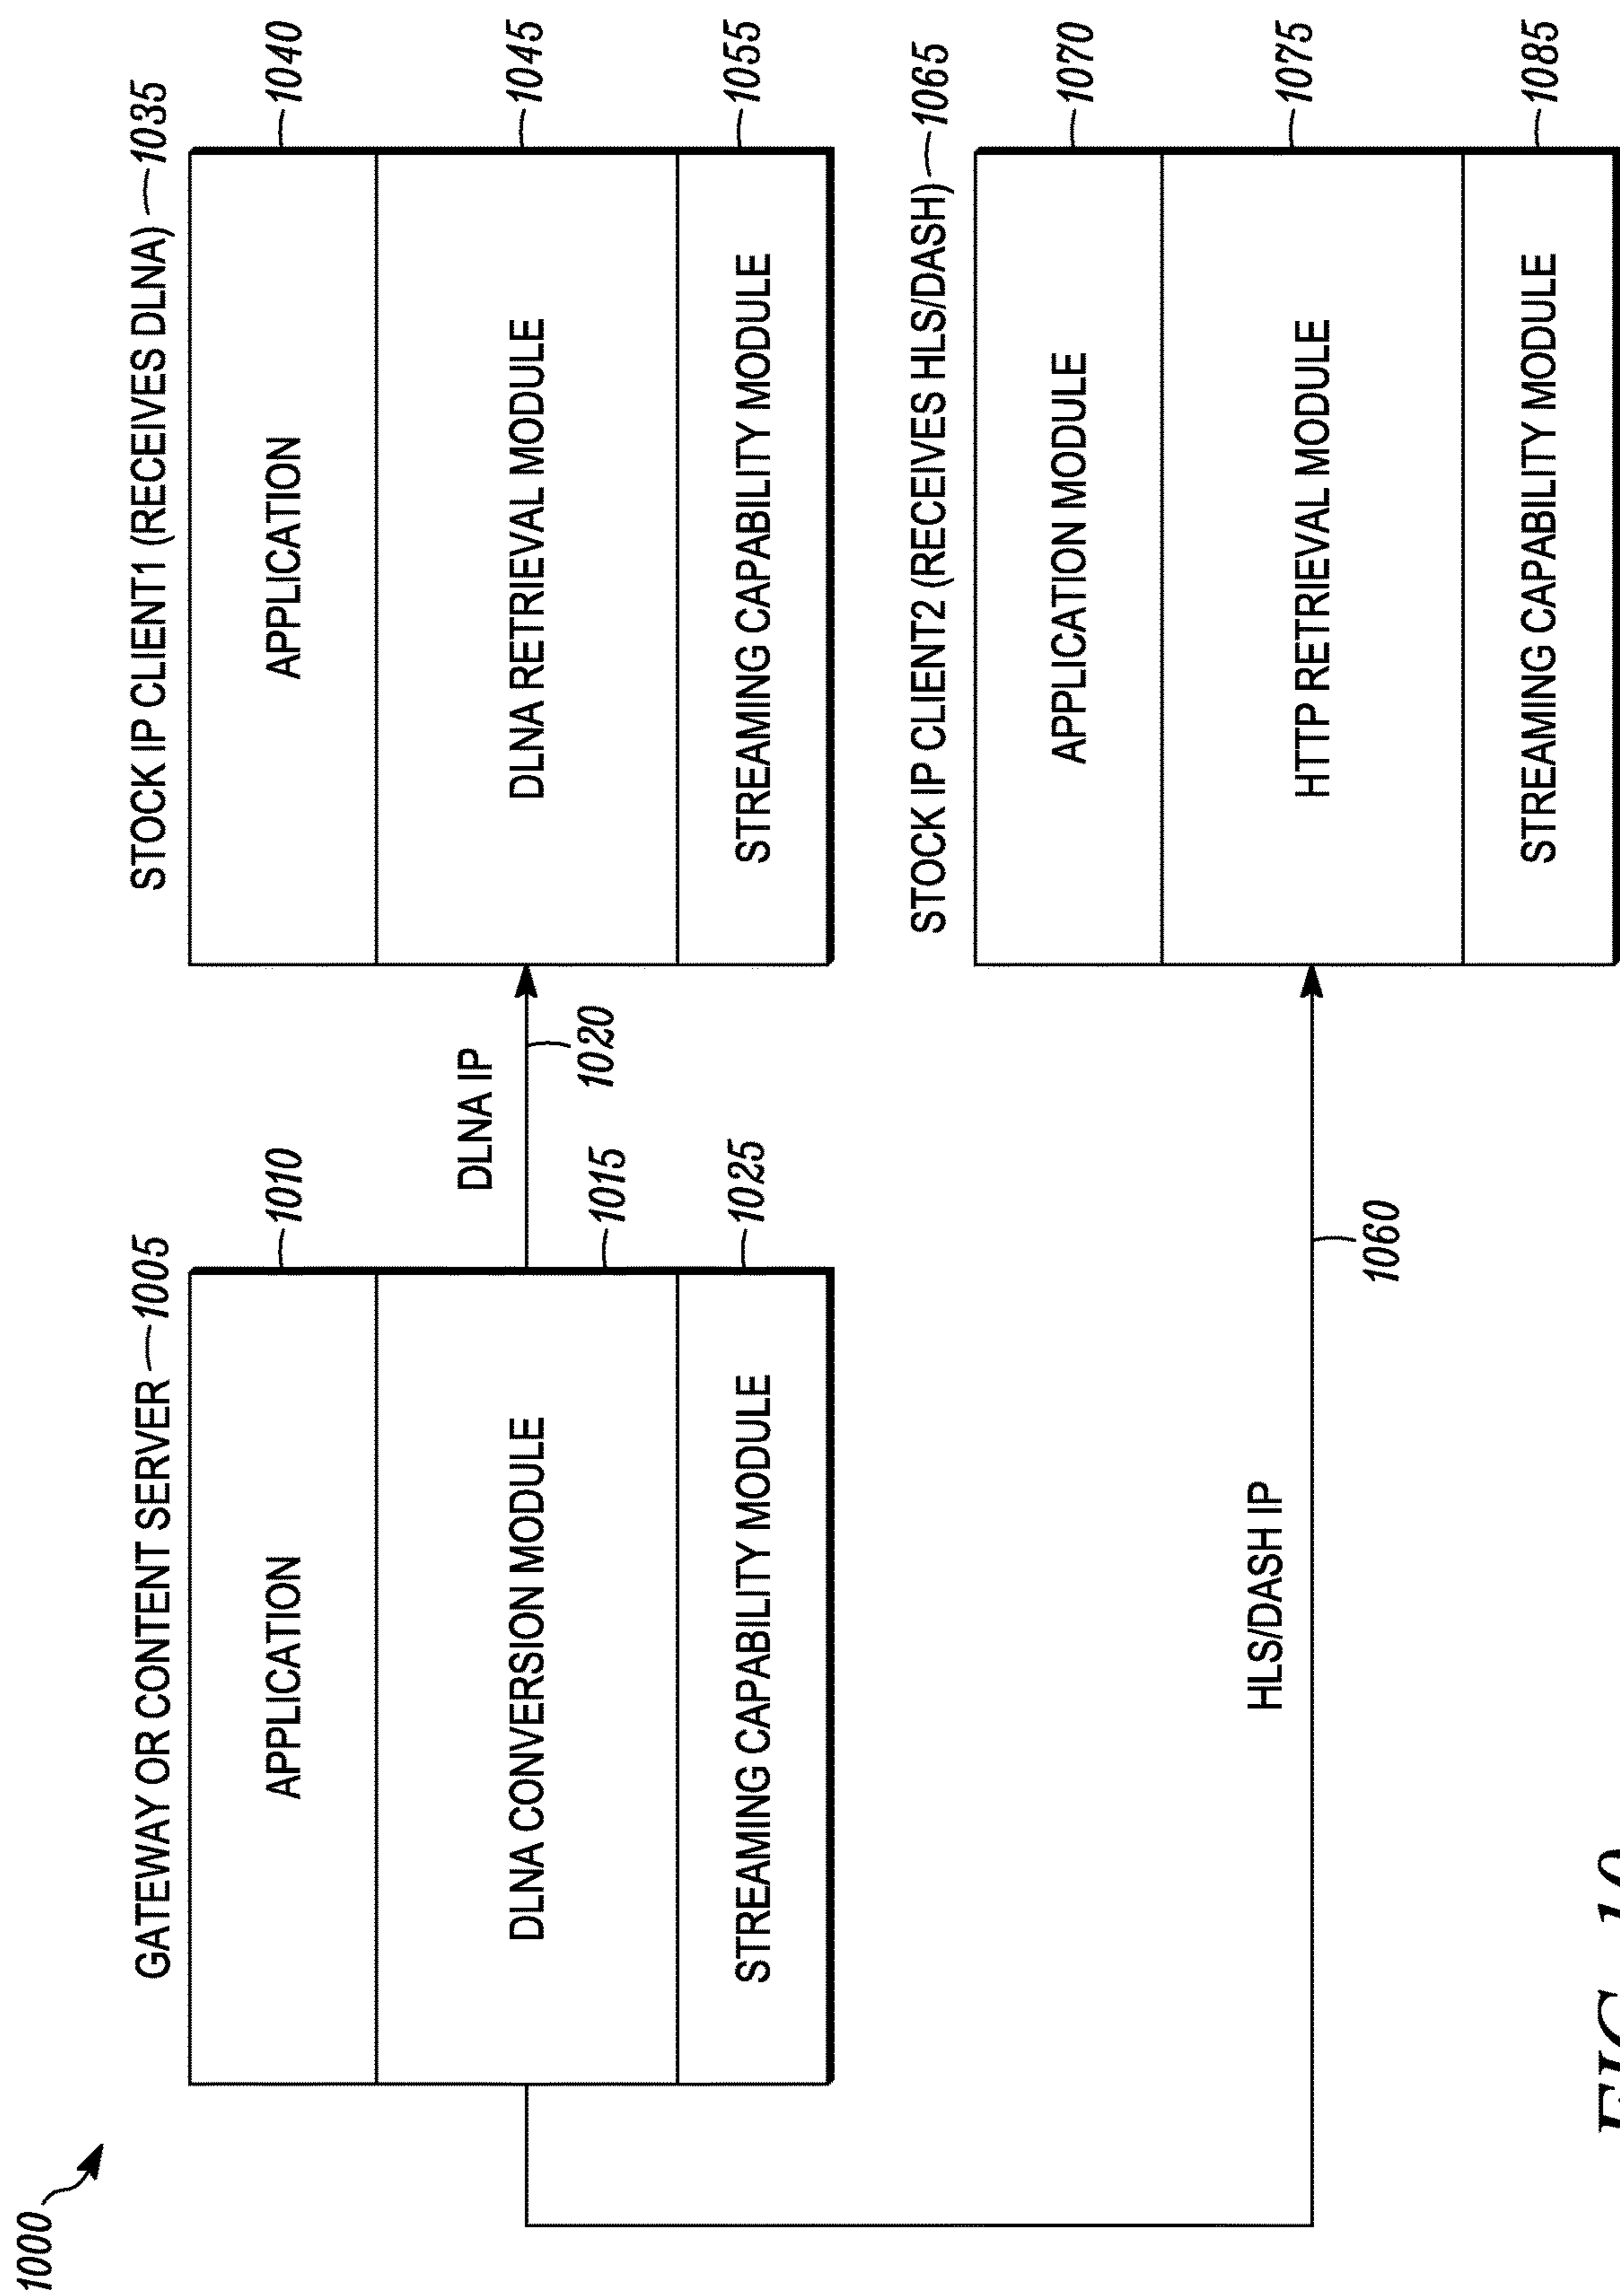 1000
GATEWAY OR CONTENT SERVER 1005
APPLICATION
1010
DLNA CONVERSION MODULE
1015
STREAMING CAPABILITY MODULE
1025
DLNA IP
1020
STOCK IP CLIENT1 (RECEIVES DLNA) 1035
APPLICATION
1040
DLNA RETRIEVAL MODULE
1045
STREAMING CAPABILITY MODULE
1055
HLS/DASH IP
1060
STOCK IP CLIENT2 (RECEIVES HLS/DASH) 1065
APPLICATION MODULE
1070
HTTP RETRIEVAL MODULE
1075
STREAMING CAPABILITY MODULE
1085
FIG. 10